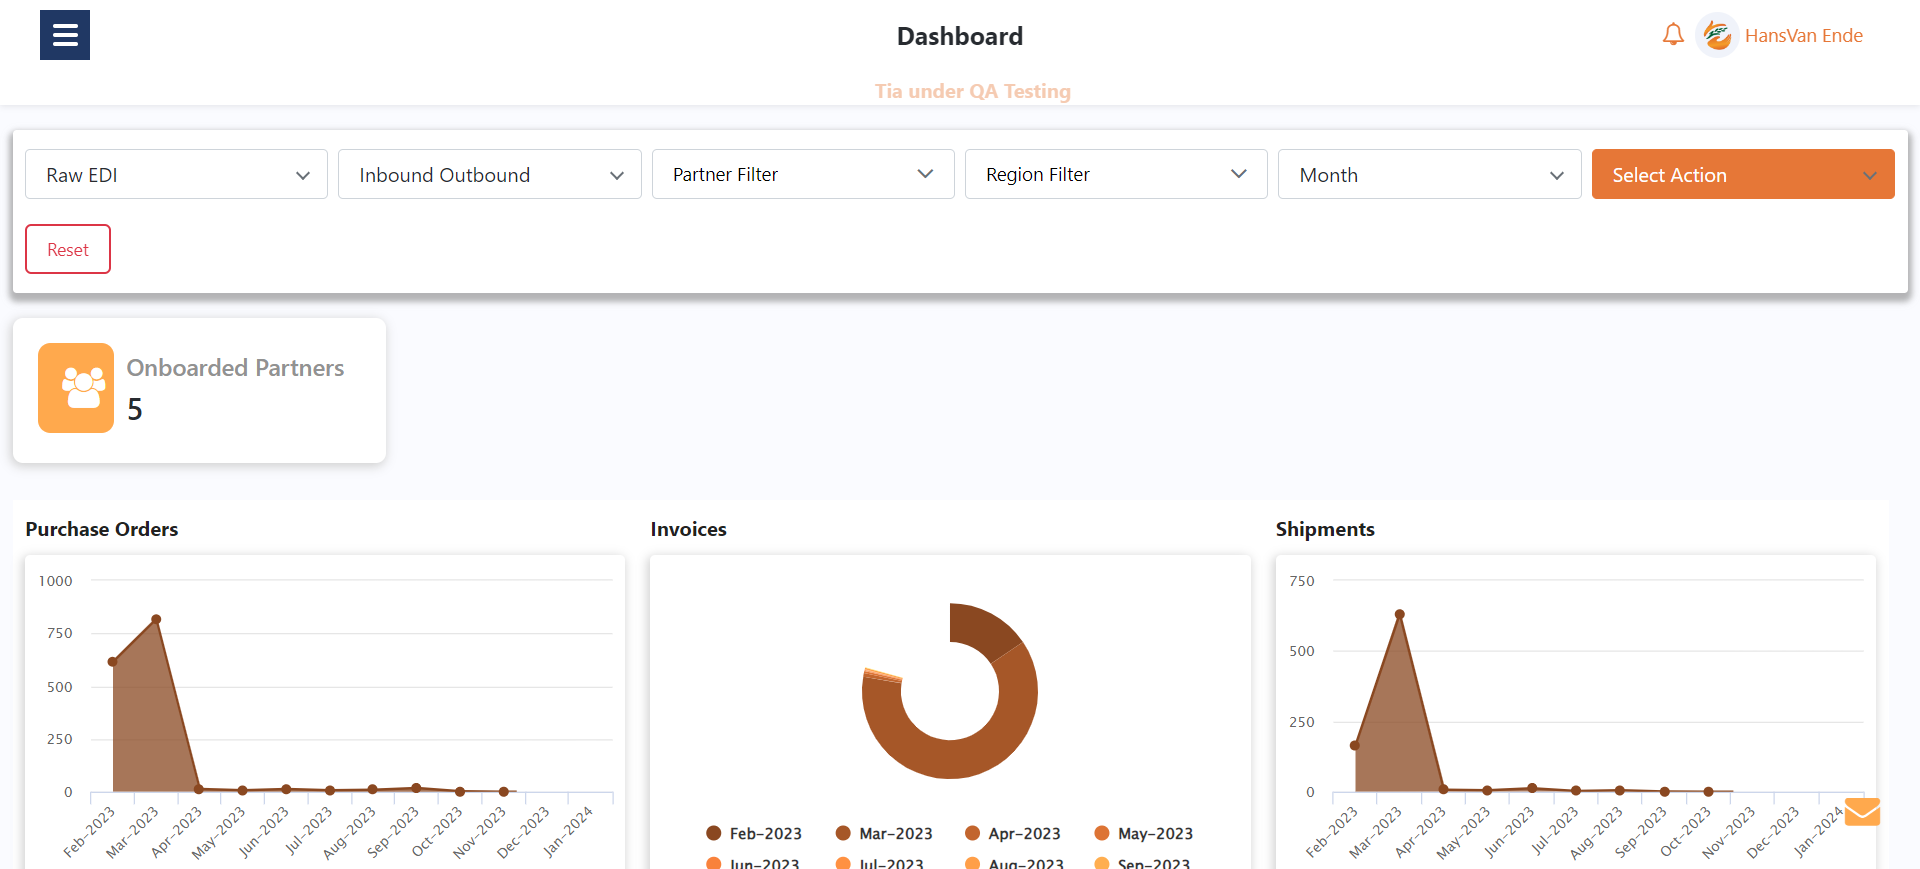 Dashboard
HansVan Ende
Tia under QA Testing
Raw EDI
Inbound Outbound
Partner Filter
Region Filter
Month
Select Action
Reset
Onboarded Partners
5
Purchase Orders
1000
750
500
250
0
Feb-2023
Mar-2023
Apr-2023
May-2023
Jun-2023
Jul-2023
Aug-2023
Sep-2023
Oct-2023
Nov-2023
Dec-2023
Jan-2024
Invoices
Feb-2023
Mar-2023
Apr-2023
May-2023
Jun-2023
Jul-2023
Aug-2023
Sep-2023
Shipments
750
500
250
0
Feb-2023
Mar-2023
Apr-2023
May-2023
Jun-2023
Jul-2023
Aug-2023
Sep-2023
Oct-2023
Nov-2023
Dec-2023
Jan-2024